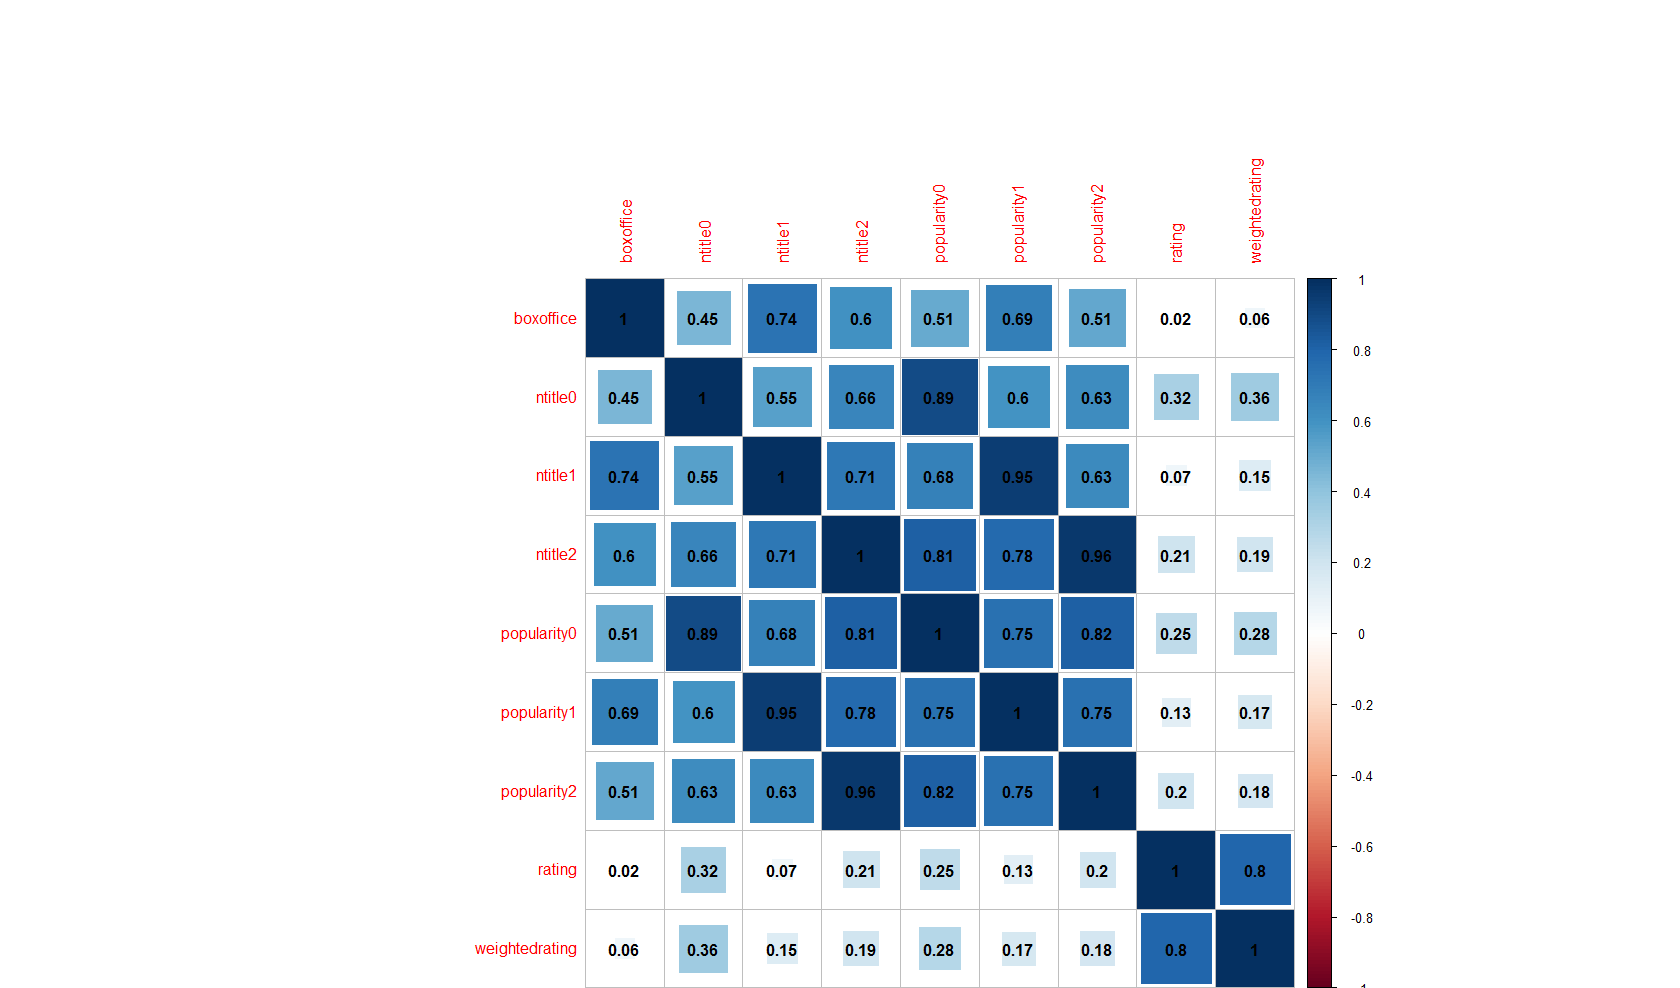 boxoffice ntitle0 ntitle1 ntitle2 popularity0 popularity1 popularity2 rating weightedrating
boxoffice 1 0.45 0.74 0.6 0.51 0.69 0.51 0.02 0.06
ntitle0 0.45 1 0.55 0.66 0.89 0.6 0.63 0.32 0.36
ntitle1 0.74 0.55 1 0.71 0.68 0.95 0.63 0.07 0.15
ntitle2 0.6 0.66 0.71 1 0.81 0.78 0.96 0.21 0.19
popularity0 0.51 0.89 0.68 0.81 1 0.75 0.82 0.25 0.28
popularity1 0.69 0.6 0.95 0.78 0.75 1 0.75 0.13 0.17
popularity2 0.51 0.63 0.63 0.96 0.82 0.75 1 0.2 0.18
rating 0.02 0.32 0.07 0.21 0.25 0.13 0.2 1 0.8
weightedrating 0.06 0.36 0.15 0.19 0.28 0.17 0.18 0.8 1
1
0.8
0.6
0.4
0.2
0
-0.2
-0.4
-0.6
-0.8